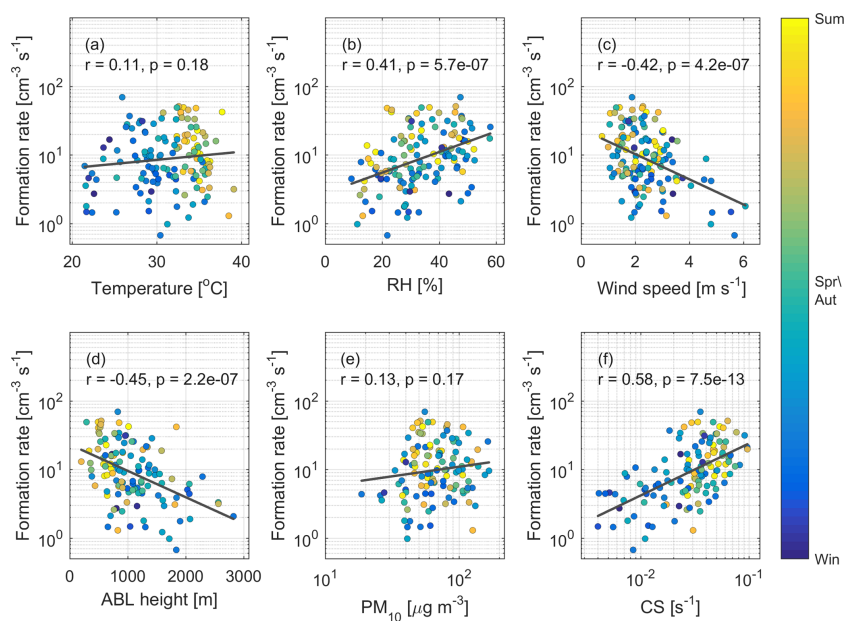 (a)
r = 0.11, p = 0.18
Formation rate [cm⁻³ s⁻¹]
10²
10¹
10⁰
20 30 40
Temperature [°C]
(b)
r = 0.41, p = 5.7e-07
Formation rate [cm⁻³ s⁻¹]
10²
10¹
10⁰
0 20 40 60
RH [%]
(c)
r = -0.42, p = 4.2e-07
Formation rate [cm⁻³ s⁻¹]
10²
10¹
10⁰
0 2 4 6
Wind speed [m s⁻¹]
(d)
r = -0.45, p = 2.2e-07
Formation rate [cm⁻³ s⁻¹]
10²
10¹
10⁰
0 1000 2000 3000
ABL height [m]
(e)
r = 0.13, p = 0.17
Formation rate [cm⁻³ s⁻¹]
10²
10¹
10⁰
10¹ 10²
PM₁₀ [μg m⁻³]
(f)
r = 0.58, p = 7.5e-13
Formation rate [cm⁻³ s⁻¹]
10²
10¹
10⁰
10⁻² 10⁻¹
CS [s⁻¹]
Sum
Spr\
Aut
Win